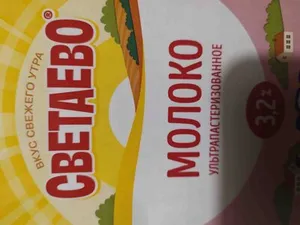 ВКУС СВЕЖЕГО УТРА
СВЕТАЕВО®
МОЛОКО
УЛЬТРАПАСТЕРИЗОВАННОЕ
3,2%